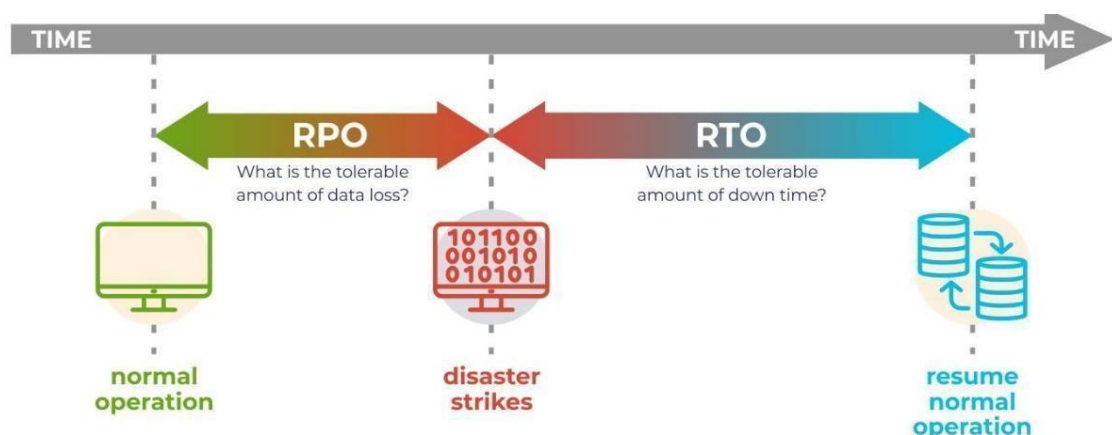 TIME
TIME
RPO
RTO
What is the tolerable
amount of data loss?
What is the tolerable
amount of down time?
101100
001010
010101
normal
operation
disaster
strikes
resume
normal
operation